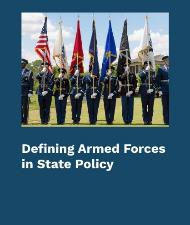 Defining Armed Forces
in State Policy